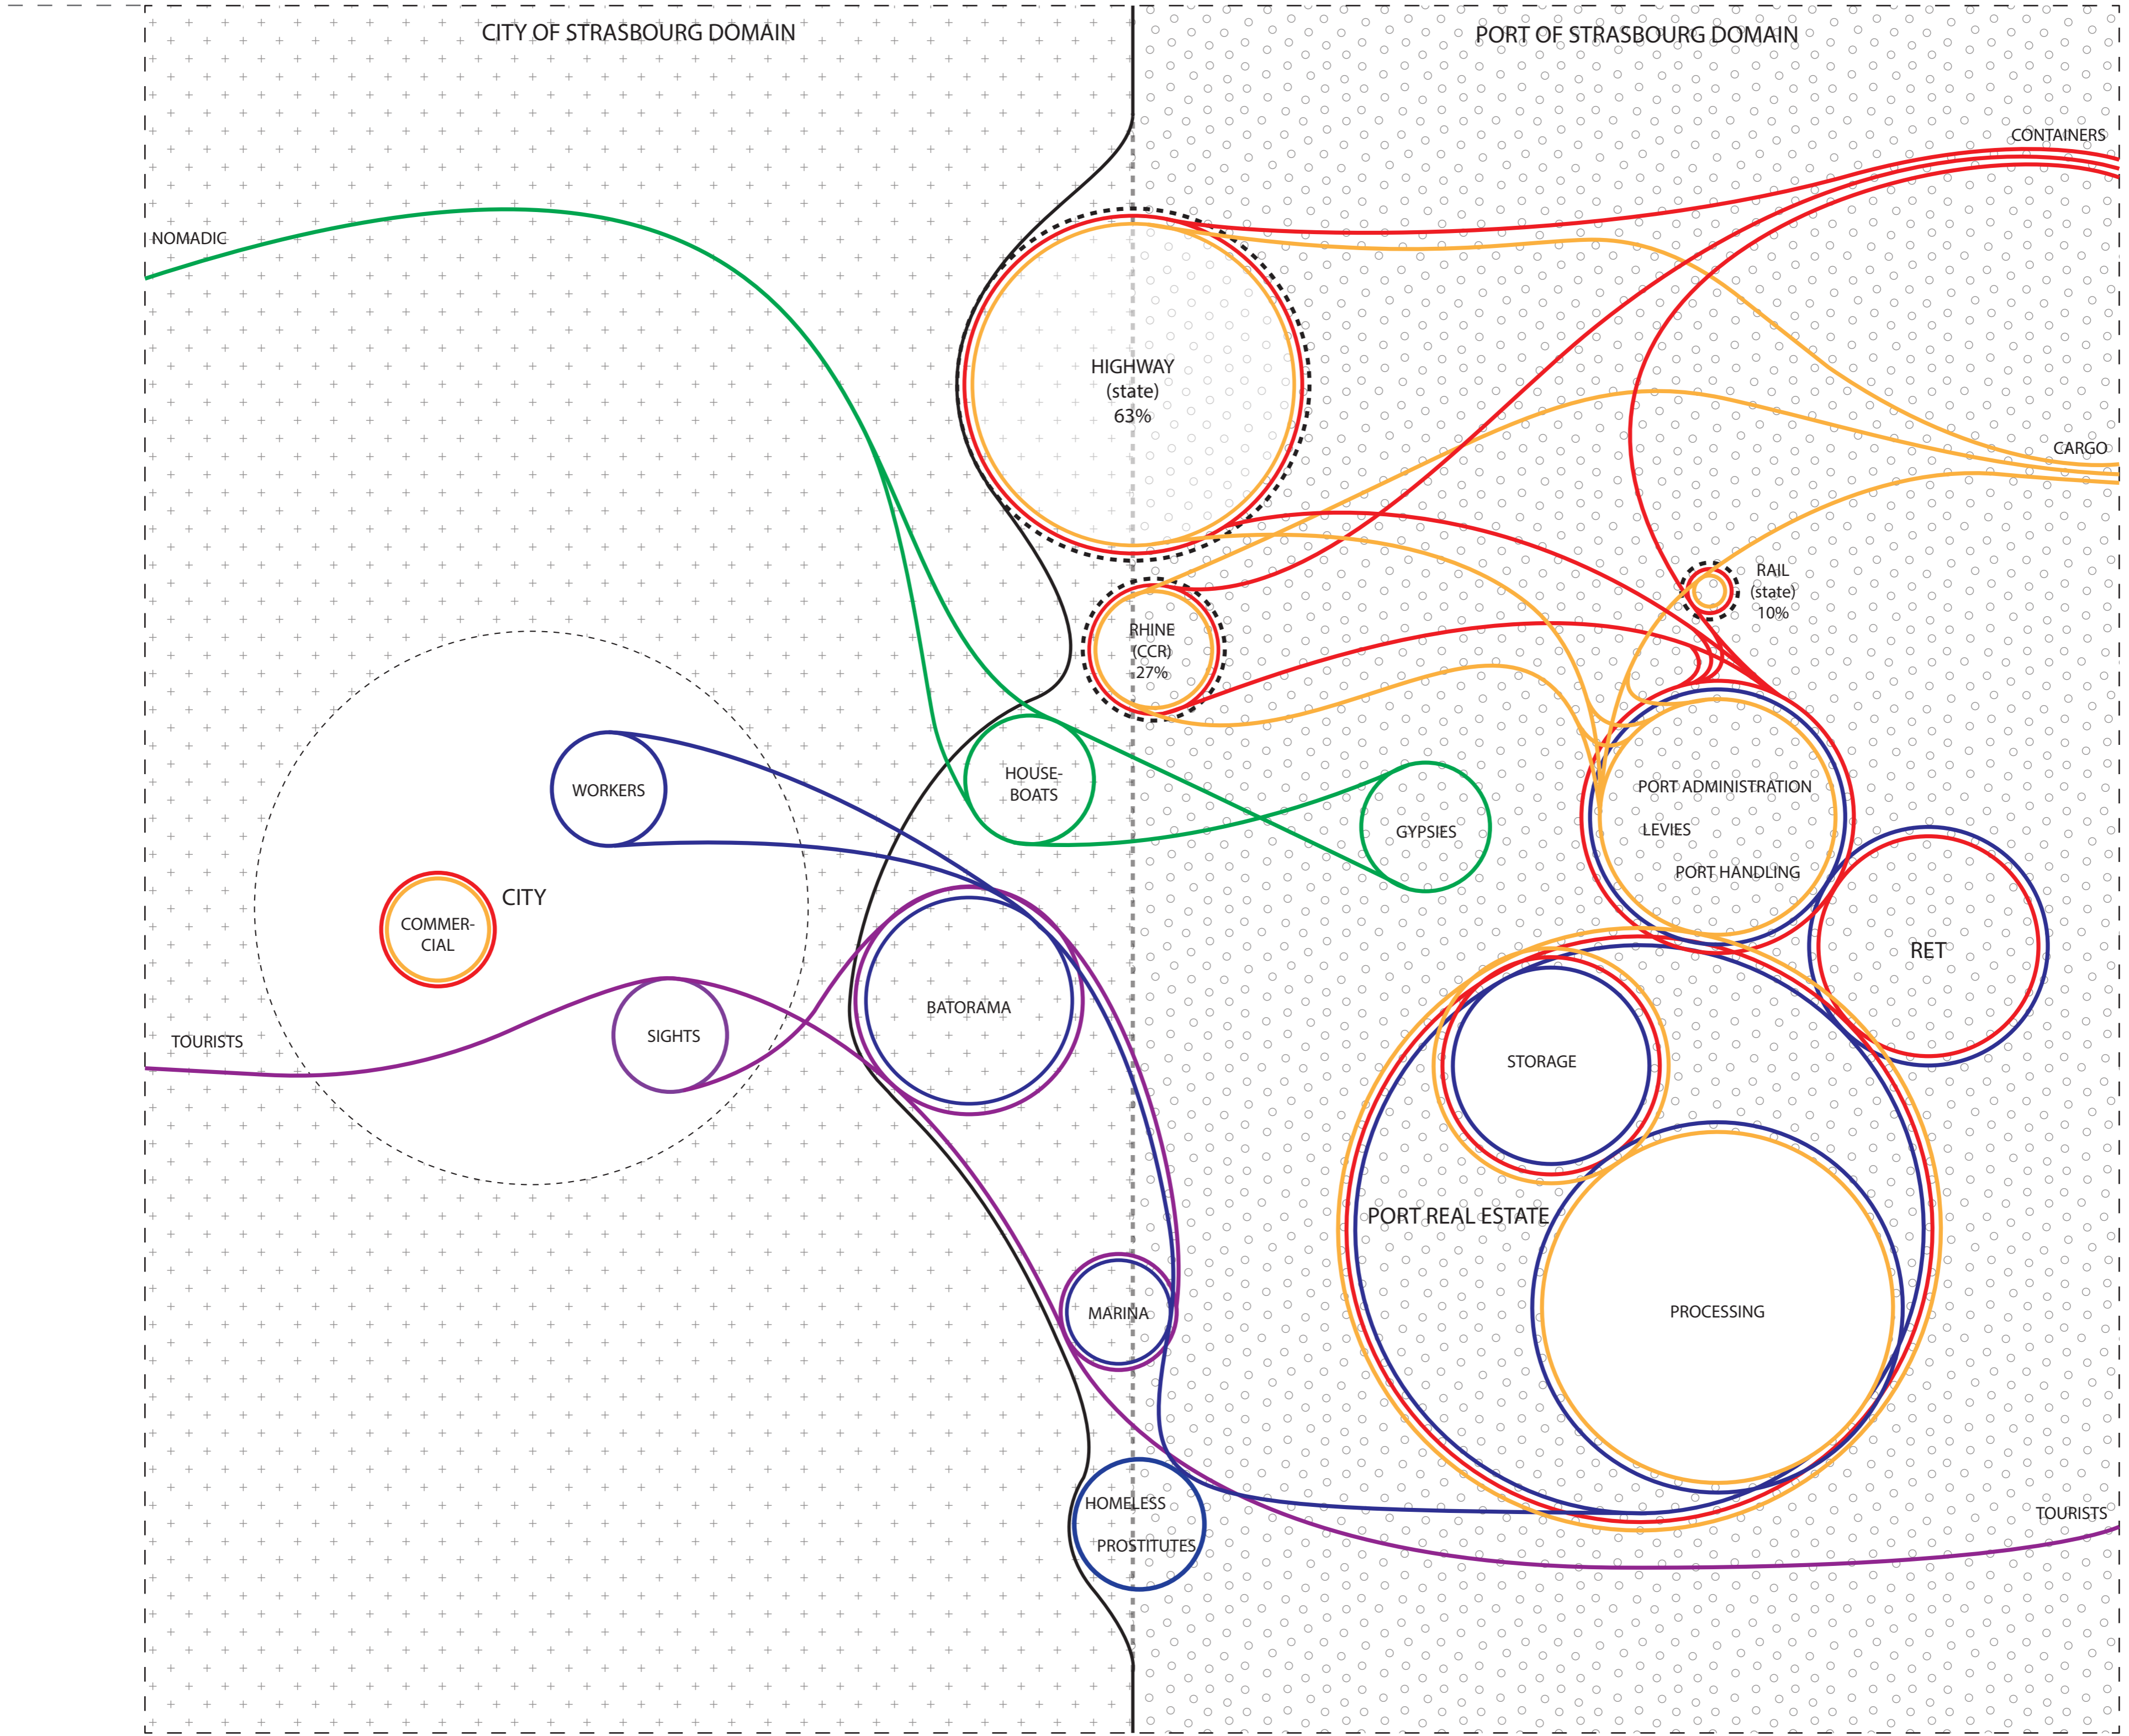 CITY OF STRASBOURG DOMAIN
PORT OF STRASBOURG DOMAIN
CONTAINERS
NOMADIC
HIGHWAY
(state)
63%
CARGO
RAIL
(state)
10%
RHINE
(CCR)
27%
HOUSE-
BOATS
WORKERS
PORT ADMINISTRATION
LEVIES
PORT HANDLING
GYPSIES
CITY
COMMER-
CIAL
RET
BATORAMA
SIGHTS
TOURISTS
STORAGE
PORT REAL ESTATE
MARINA
PROCESSING
HOMELESS
PROSTITUTES
TOURISTS